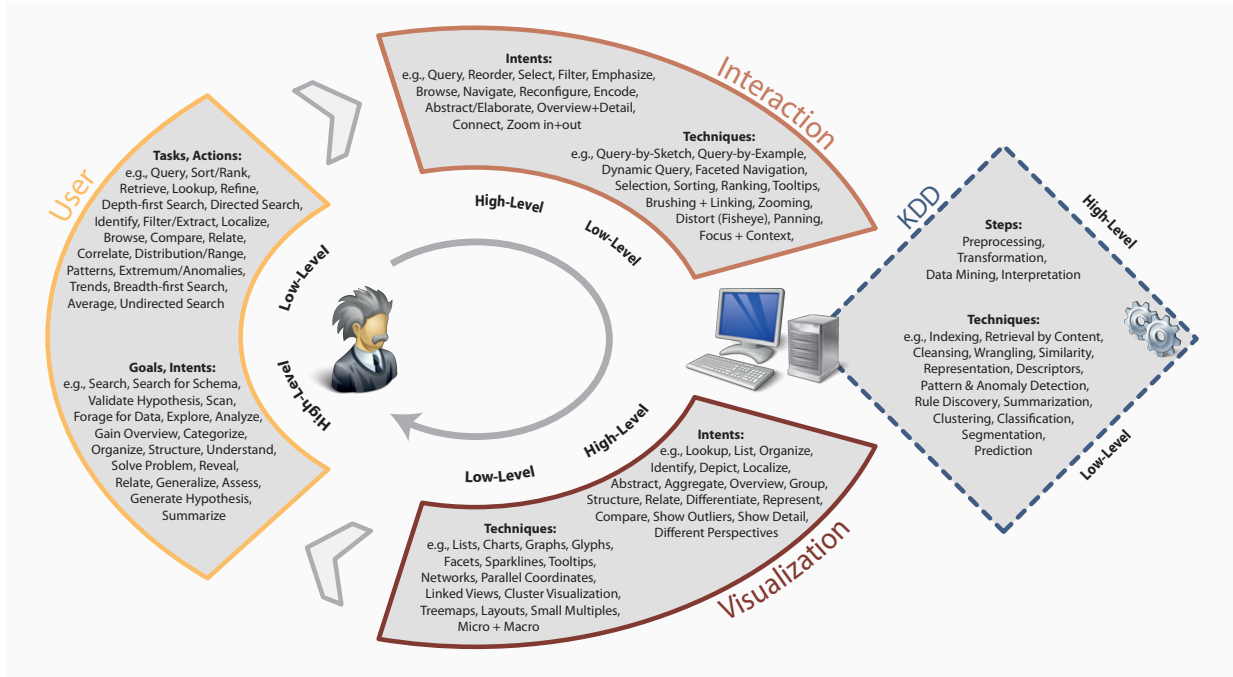 User
Tasks, Actions:
e.g., Query, Sort/Rank,
Retrieve, Lookup, Refine,
Depth-first Search, Directed Search,
Identify, Filter/Extract, Localize,
Browse, Compare, Relate,
Correlate, Distribution/Range,
Patterns, Extremum/Anomalies,
Trends, Breadth-first Search,
Average, Undirected Search
Low-Level
Goals, Intents:
e.g., Search, Search for Schema,
Validate Hypothesis, Scan,
Forage for Data, Explore, Analyze,
Gain Overview, Categorize,
Organize, Structure, Understand,
Solve Problem, Reveal,
Relate, Generalize, Assess,
Generate Hypothesis,
Summarize
High-Level
Interaction
Intents:
e.g., Query, Reorder, Select, Filter, Emphasize,
Browse, Navigate, Reconfigure, Encode,
Abstract/Elaborate, Overview+Detail,
Connect, Zoom in+out
High-Level
Techniques:
e.g., Query-by-Sketch, Query-by-Example,
Dynamic Query, Faceted Navigation,
Selection, Sorting, Ranking, Tooltips,
Brushing + Linking, Zooming,
Distort (Fisheye), Panning,
Focus + Context,
Low-Level
KDD
High-Level
Steps:
Preprocessing,
Transformation,
Data Mining, Interpretation
Techniques:
e.g., Indexing, Retrieval by Content,
Cleansing, Wrangling, Similarity,
Representation, Descriptors,
Pattern & Anomaly Detection,
Rule Discovery, Summarization,
Clustering, Classification,
Segmentation,
Prediction
Low-Level
Visualization
High-Level
Intents:
e.g., Lookup, List, Organize,
Identify, Depict, Localize,
Abstract, Aggregate, Overview, Group,
Structure, Relate, Differentiate, Represent,
Compare, Show Outliers, Show Detail,
Different Perspectives
Low-Level
Techniques:
e.g., Lists, Charts, Graphs, Glyphs,
Facets, Sparklines, Tooltips,
Networks, Parallel Coordinates,
Linked Views, Cluster Visualization,
Treemaps, Layouts, Small Multiples,
Micro + Macro